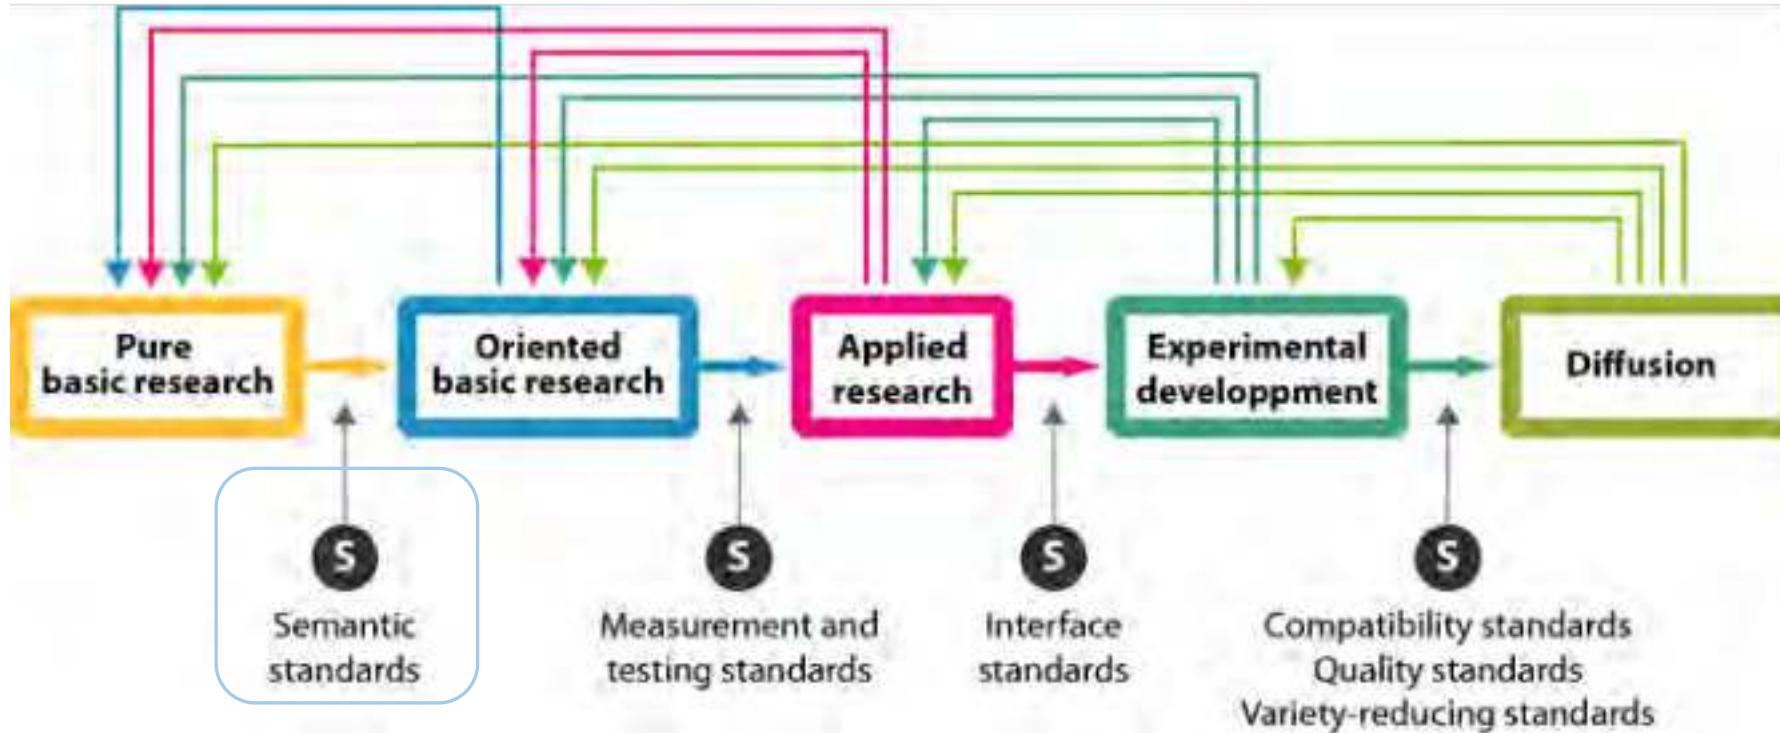 Pure
basic research
Oriented
basic research
Applied
research
Experimental
developpment
Diffusion
S
Semantic
standards
S
Measurement and
testing standards
S
Interface
standards
S
Compatibility standards
Quality standards
Variety-reducing standards